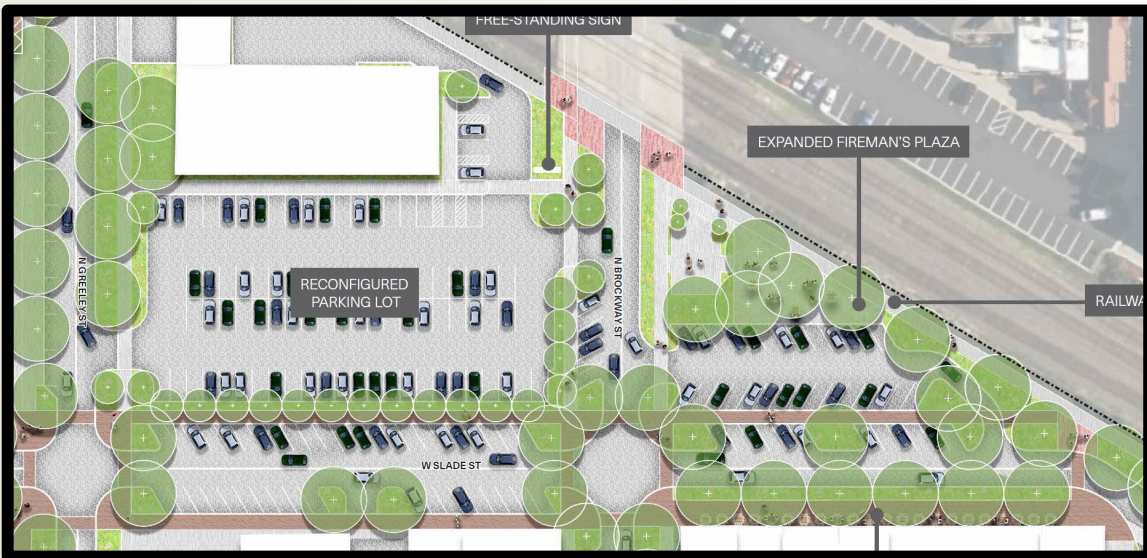 FREE-STANDING SIGN
EXPANDED FIREMAN'S PLAZA
N GREELEY ST
RECONFIGURED
PARKING LOT
N BROCKWAY ST
RAILWA
W SLADE ST